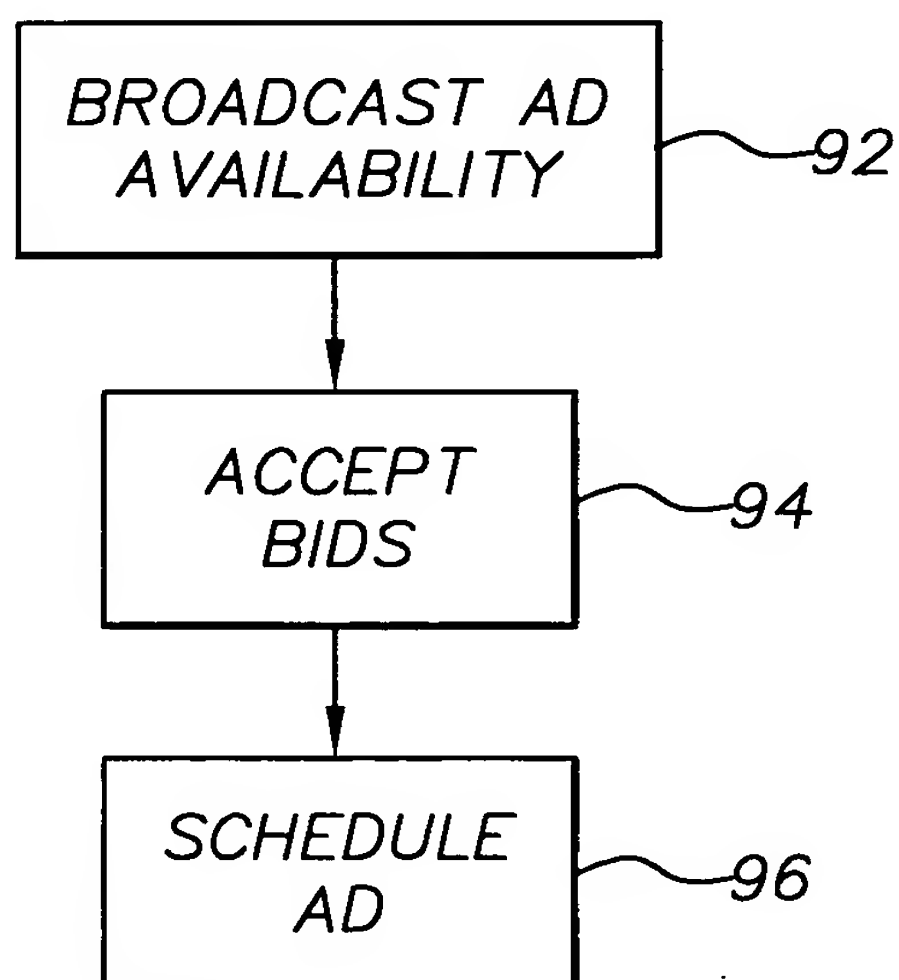 BROADCAST AD
AVAILABILITY
92
ACCEPT
BIDS
94
SCHEDULE
AD
96